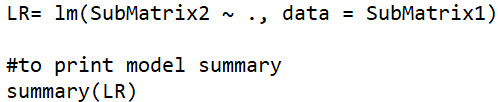 LR= lm(SubMatrix2 ~ ., data = SubMatrix1)
#to print model summary
summary(LR)